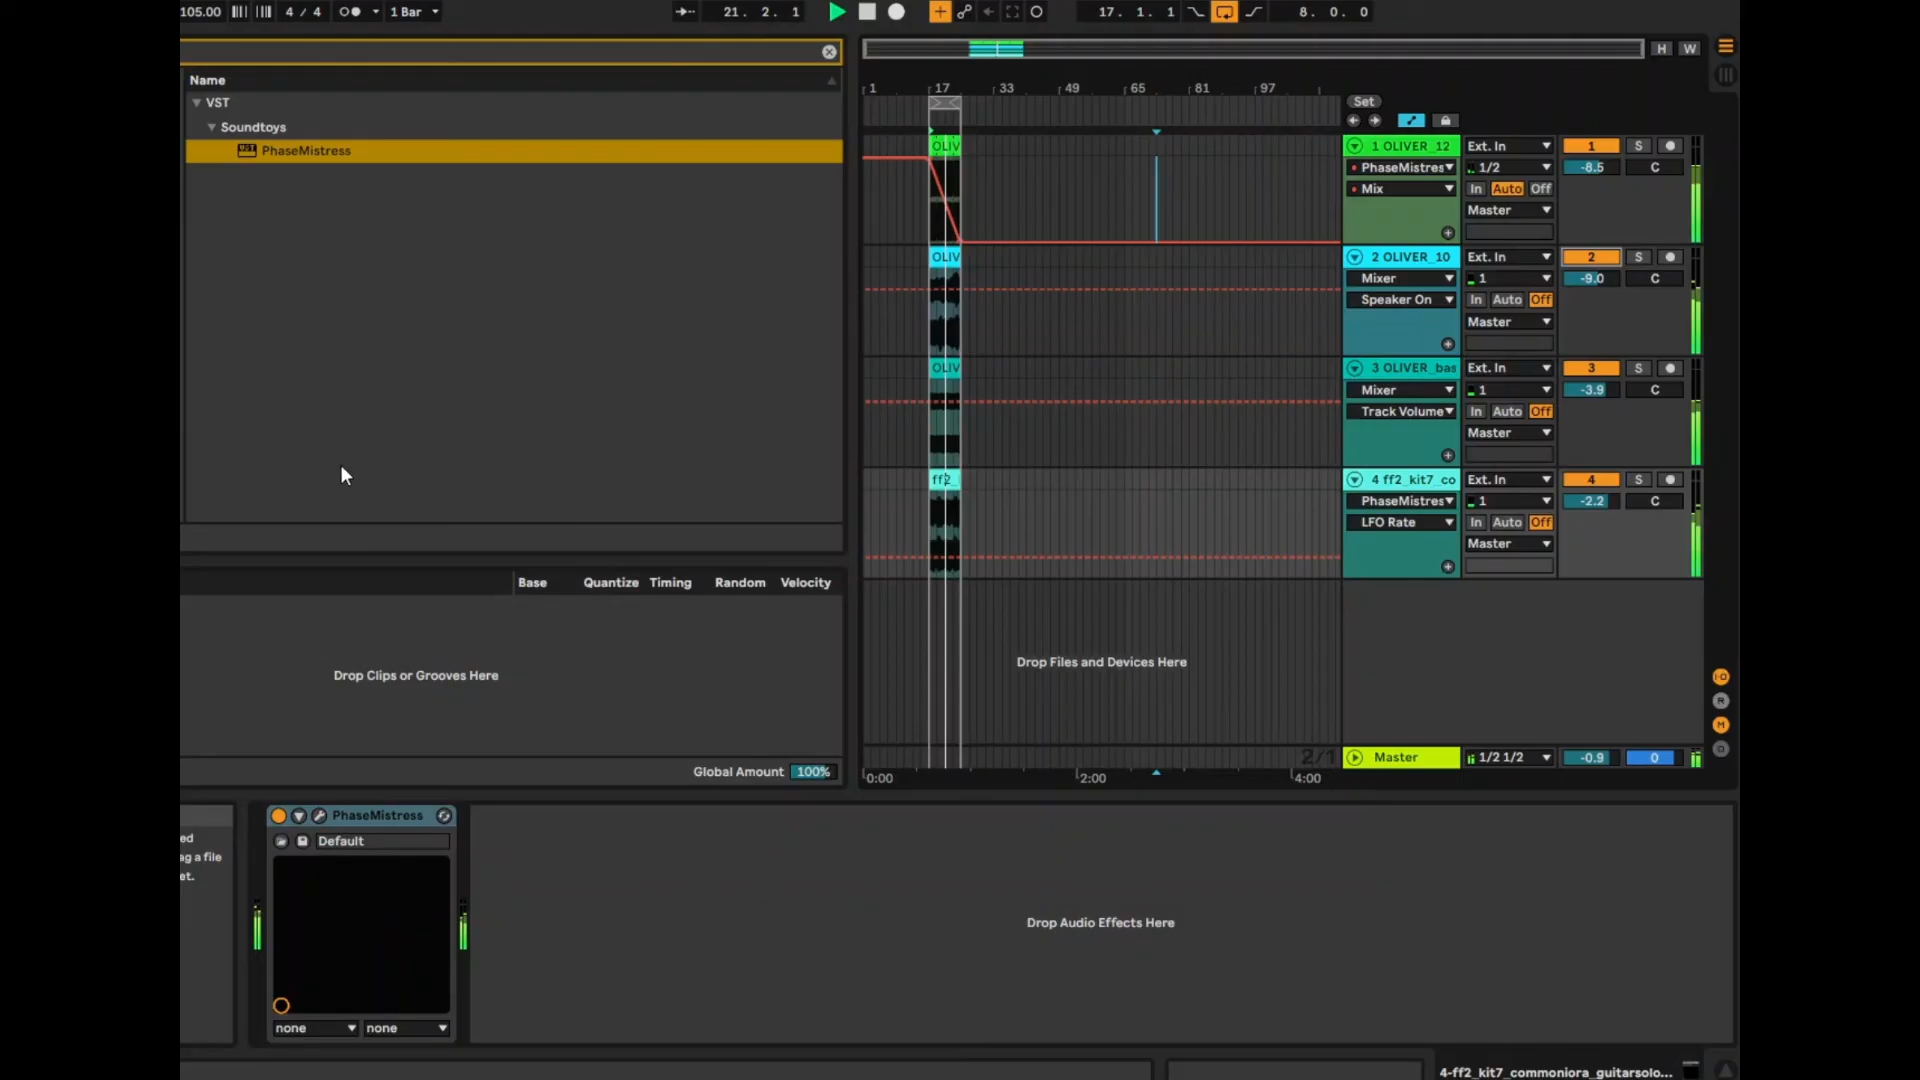 105.00 4 / 4 1 Bar 21. 2. 1 17. 1. 1 8. 0. 0
H W
Name
VST
Soundtoys
PhaseMistress
1 17 33 49 65 81 97
Set
OLIV
1 OLIVER_12 Ext. In 1 S
PhaseMistres 1/2 -8.5 C
Mix In Auto Off
Master
OLIV
2 OLIVER_10 Ext. In 2 S
Mixer 1 -9.0 C
Speaker On In Auto Off
Master
OLIV
3 OLIVER_bas Ext. In 3 S
Mixer 1 -3.9 C
Track Volume In Auto Off
Master
ff2_
4 ff2_kit7_co Ext. In 4 S
PhaseMistres 1 -2.2 C
LFO Rate In Auto Off
Master
Base Quantize Timing Random Velocity
Drop Clips or Grooves Here
Drop Files and Devices Here
I-O
R
M
D
Global Amount 100%
2/1 Master 1/2 1/2 -0.9 0
0:00 2:00 4:00
ed
ag a file
et.
PhaseMistress
Default
none none
Drop Audio Effects Here
4-ff2_kit7_commoniora_guitarsolo...